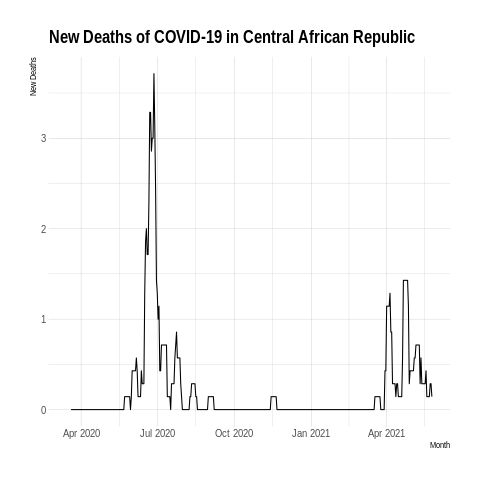 New Deaths of COVID-19 in Central African Republic
New Deaths
3
2
1
0
Apr 2020 Jul 2020 Oct 2020 Jan 2021 Apr 2021
Month